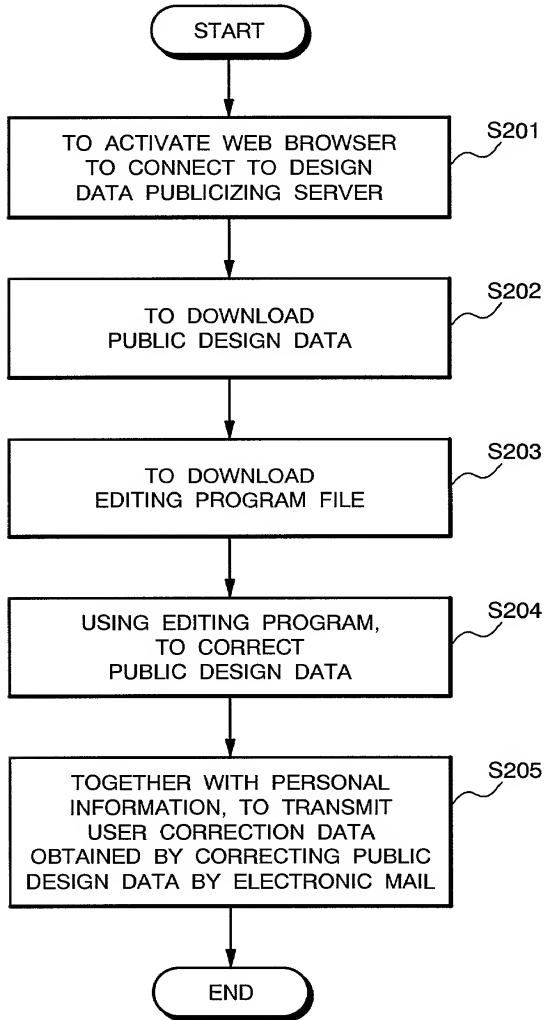 START
TO ACTIVATE WEB BROWSER
TO CONNECT TO DESIGN
DATA PUBLICIZING SERVER
S201
TO DOWNLOAD
PUBLIC DESIGN DATA
S202
TO DOWNLOAD
EDITING PROGRAM FILE
S203
USING EDITING PROGRAM,
TO CORRECT
PUBLIC DESIGN DATA
S204
TOGETHER WITH PERSONAL
INFORMATION, TO TRANSMIT
USER CORRECTION DATA
OBTAINED BY CORRECTING PUBLIC
DESIGN DATA BY ELECTRONIC MAIL
S205
END